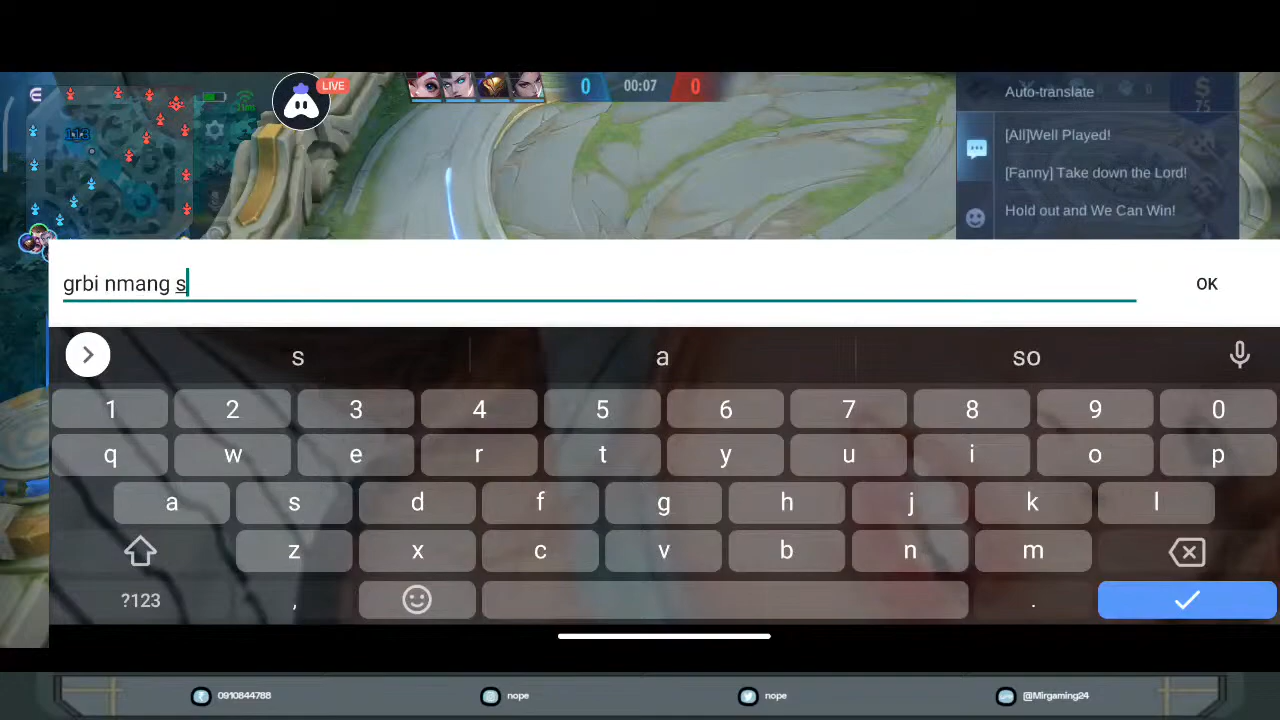 LIVE
0
00:07
0
Auto-translate
75
[All]Well Played!
[Fanny] Take down the Lord!
Hold out and We Can Win!
113
grbi nmang s
OK
s a so
1 2 3 4 5 6 7 8 9 0
q w e r t y u i o p
a s d f g h j k l
z x c v b n m
?123 , .
0910844788
nope
nope
@Mirgaming24